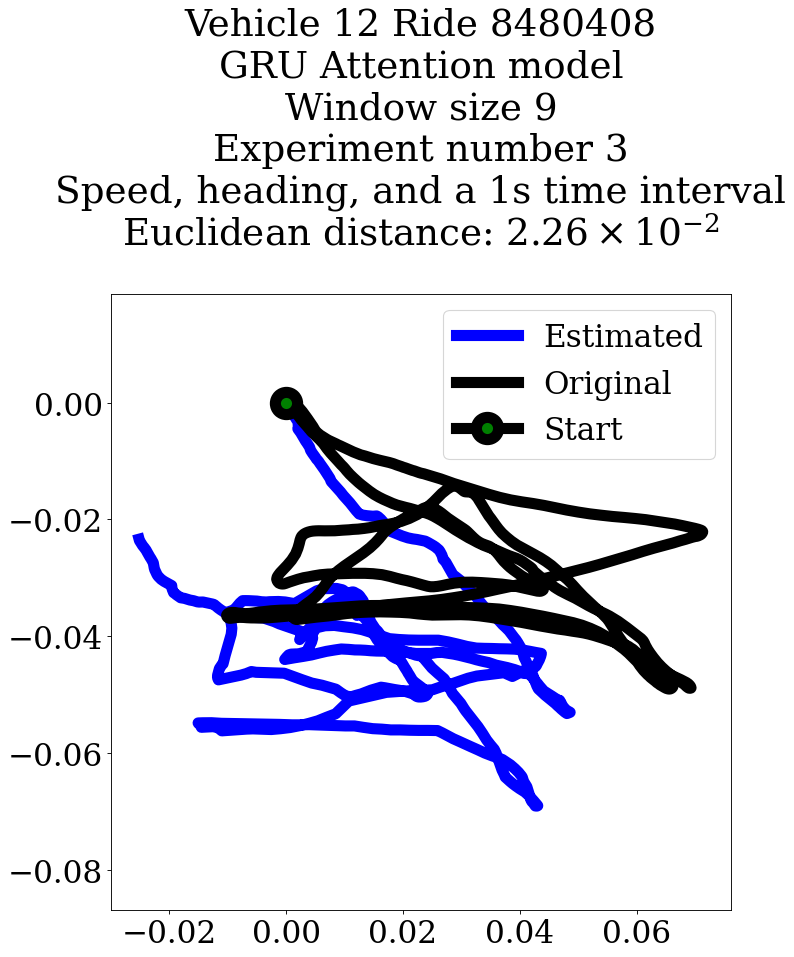 Vehicle 12 Ride 8480408
GRU Attention model
Window size 9
Experiment number 3
Speed, heading, and a 1s time interval
Euclidean distance: 2.26 × 10⁻²
Estimated
Original
Start
0.00
−0.02
−0.04
−0.06
−0.08
−0.02 0.00 0.02 0.04 0.06